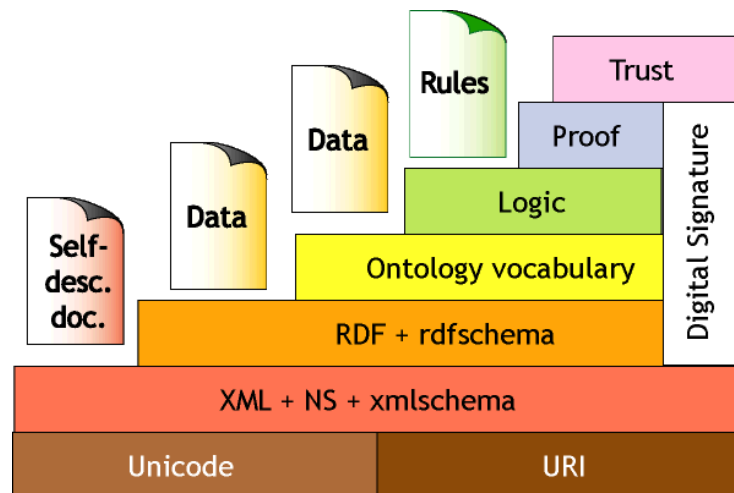 Rules
Trust
Data
Proof
Data
Logic
Self-
desc.
doc.
Ontology vocabulary
Digital Signature
RDF + rdfschema
XML + NS + xmlschema
Unicode
URI